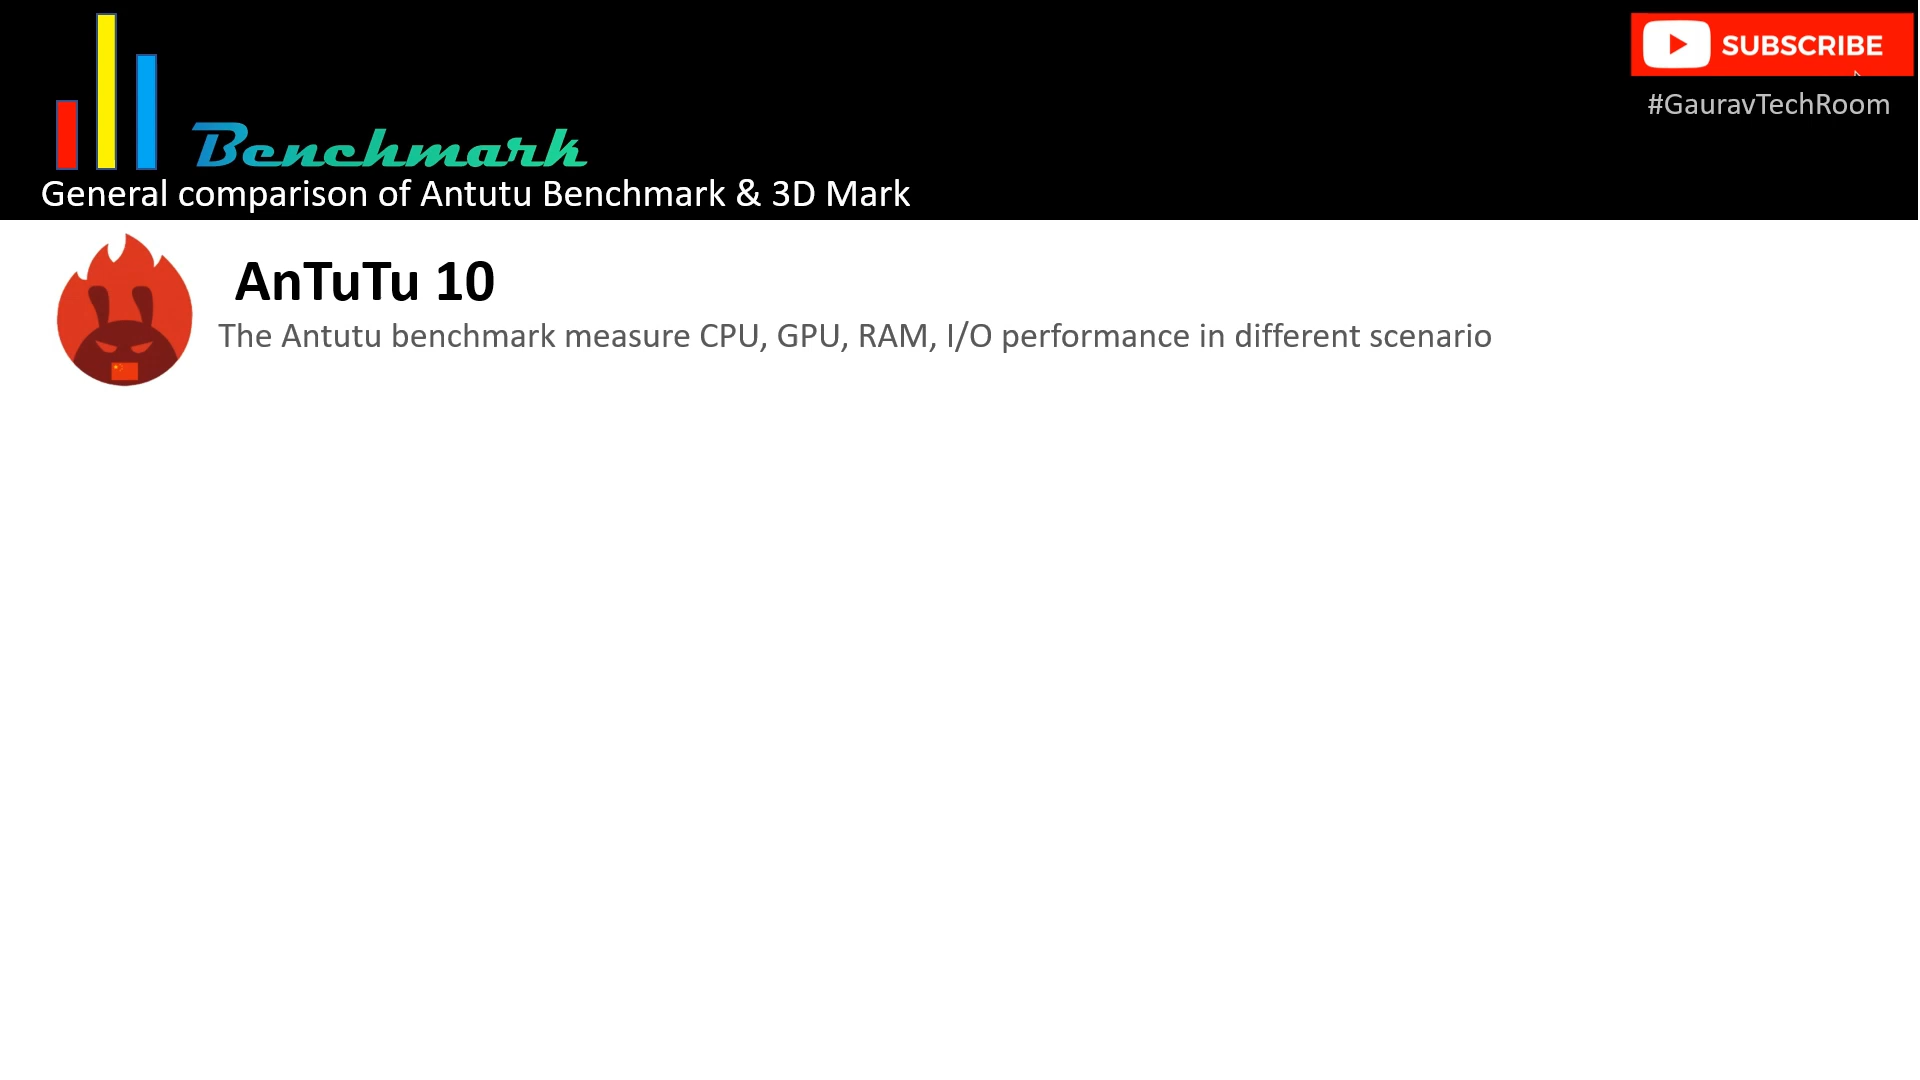 SUBSCRIBE
#GauravTechRoom
Benchmark
General comparison of Antutu Benchmark & 3D Mark
AnTuTu 10
The Antutu benchmark measure CPU, GPU, RAM, I/O performance in different scenario